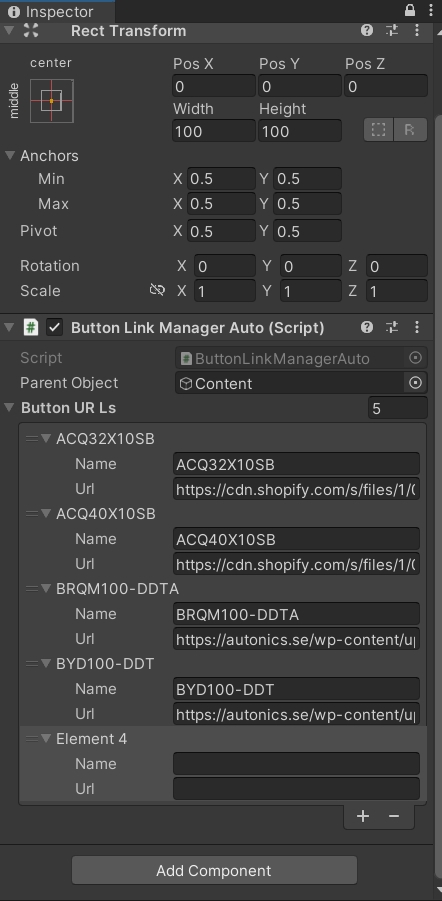 Inspector
Rect Transform
center
middle
Pos X Pos Y Pos Z
0 0 0
Width Height
100 100 R
Anchors
Min X 0.5 Y 0.5
Max X 0.5 Y 0.5
Pivot X 0.5 Y 0.5
Rotation X 0 Y 0 Z 0
Scale X 1 Y 1 Z 1
# Button Link Manager Auto (Script)
Script # ButtonLinkManagerAuto
Parent Object Content
Button UR Ls 5
ACQ32X10SB
Name ACQ32X10SB
Url https://cdn.shopify.com/s/files/1/0
ACQ40X10SB
Name ACQ40X10SB
Url https://cdn.shopify.com/s/files/1/0
BRQM100-DDTA
Name BRQM100-DDTA
Url https://autonics.se/wp-content/up
BYD100-DDT
Name BYD100-DDT
Url https://autonics.se/wp-content/up
Element 4
Name
Url
+ −
Add Component